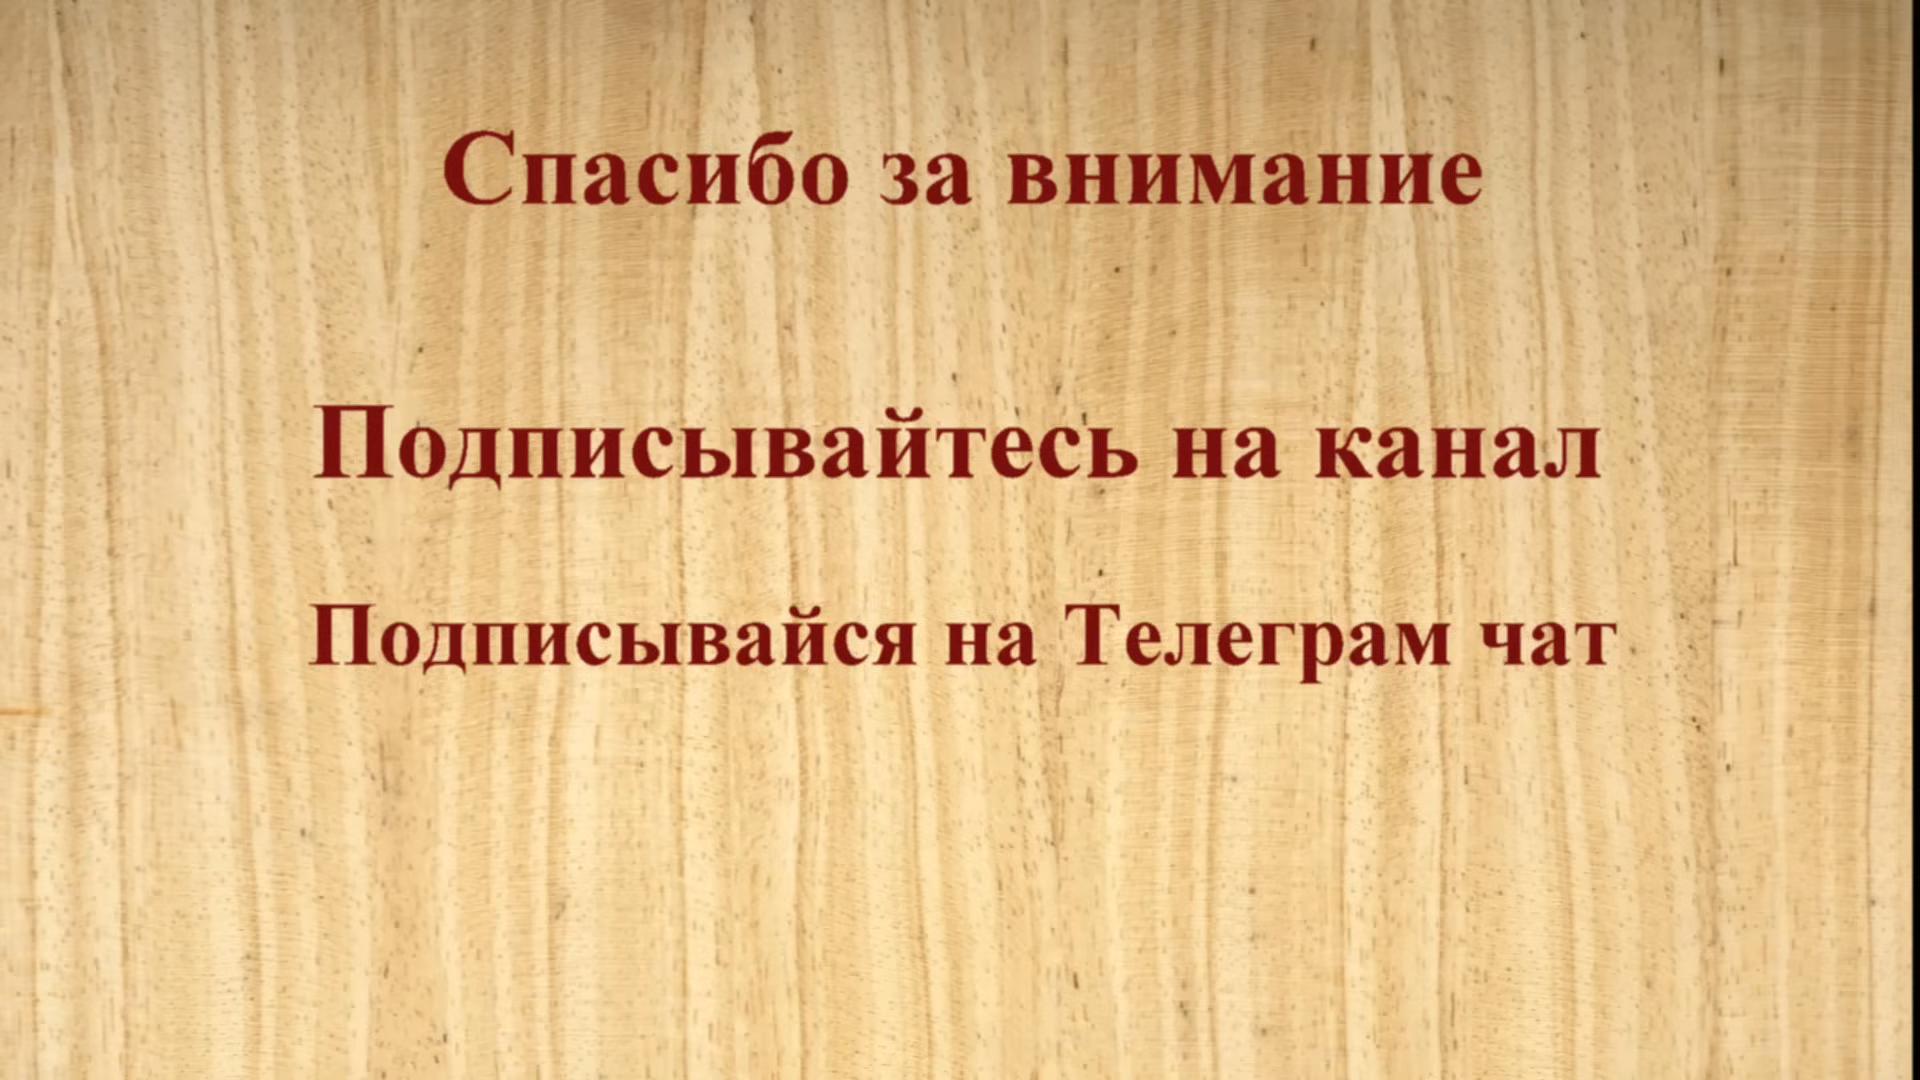 Спасибо за внимание
Подписывайтесь на канал
Подписывайся на Телеграм чат